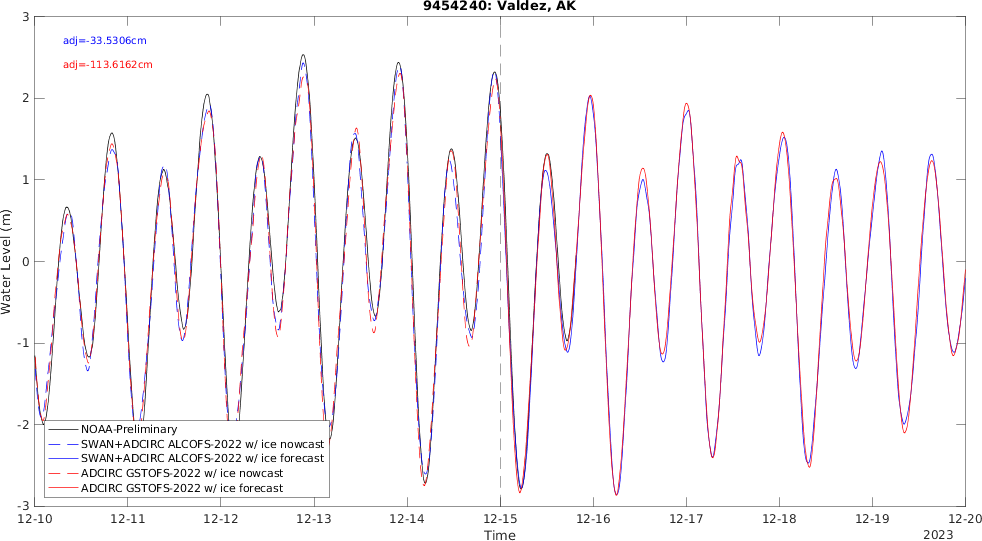 9454240: Valdez, AK
adj=-33.5306cm
adj=-113.6162cm
3
2
1
0
-1
-2
-3
Water Level (m)
NOAA-Preliminary
SWAN+ADCIRC ALCOFS-2022 w/ ice nowcast
SWAN+ADCIRC ALCOFS-2022 w/ ice forecast
ADCIRC GSTOFS-2022 w/ ice nowcast
ADCIRC GSTOFS-2022 w/ ice forecast
12-10 12-11 12-12 12-13 12-14 12-15 12-16 12-17 12-18 12-19 12-20
Time
2023